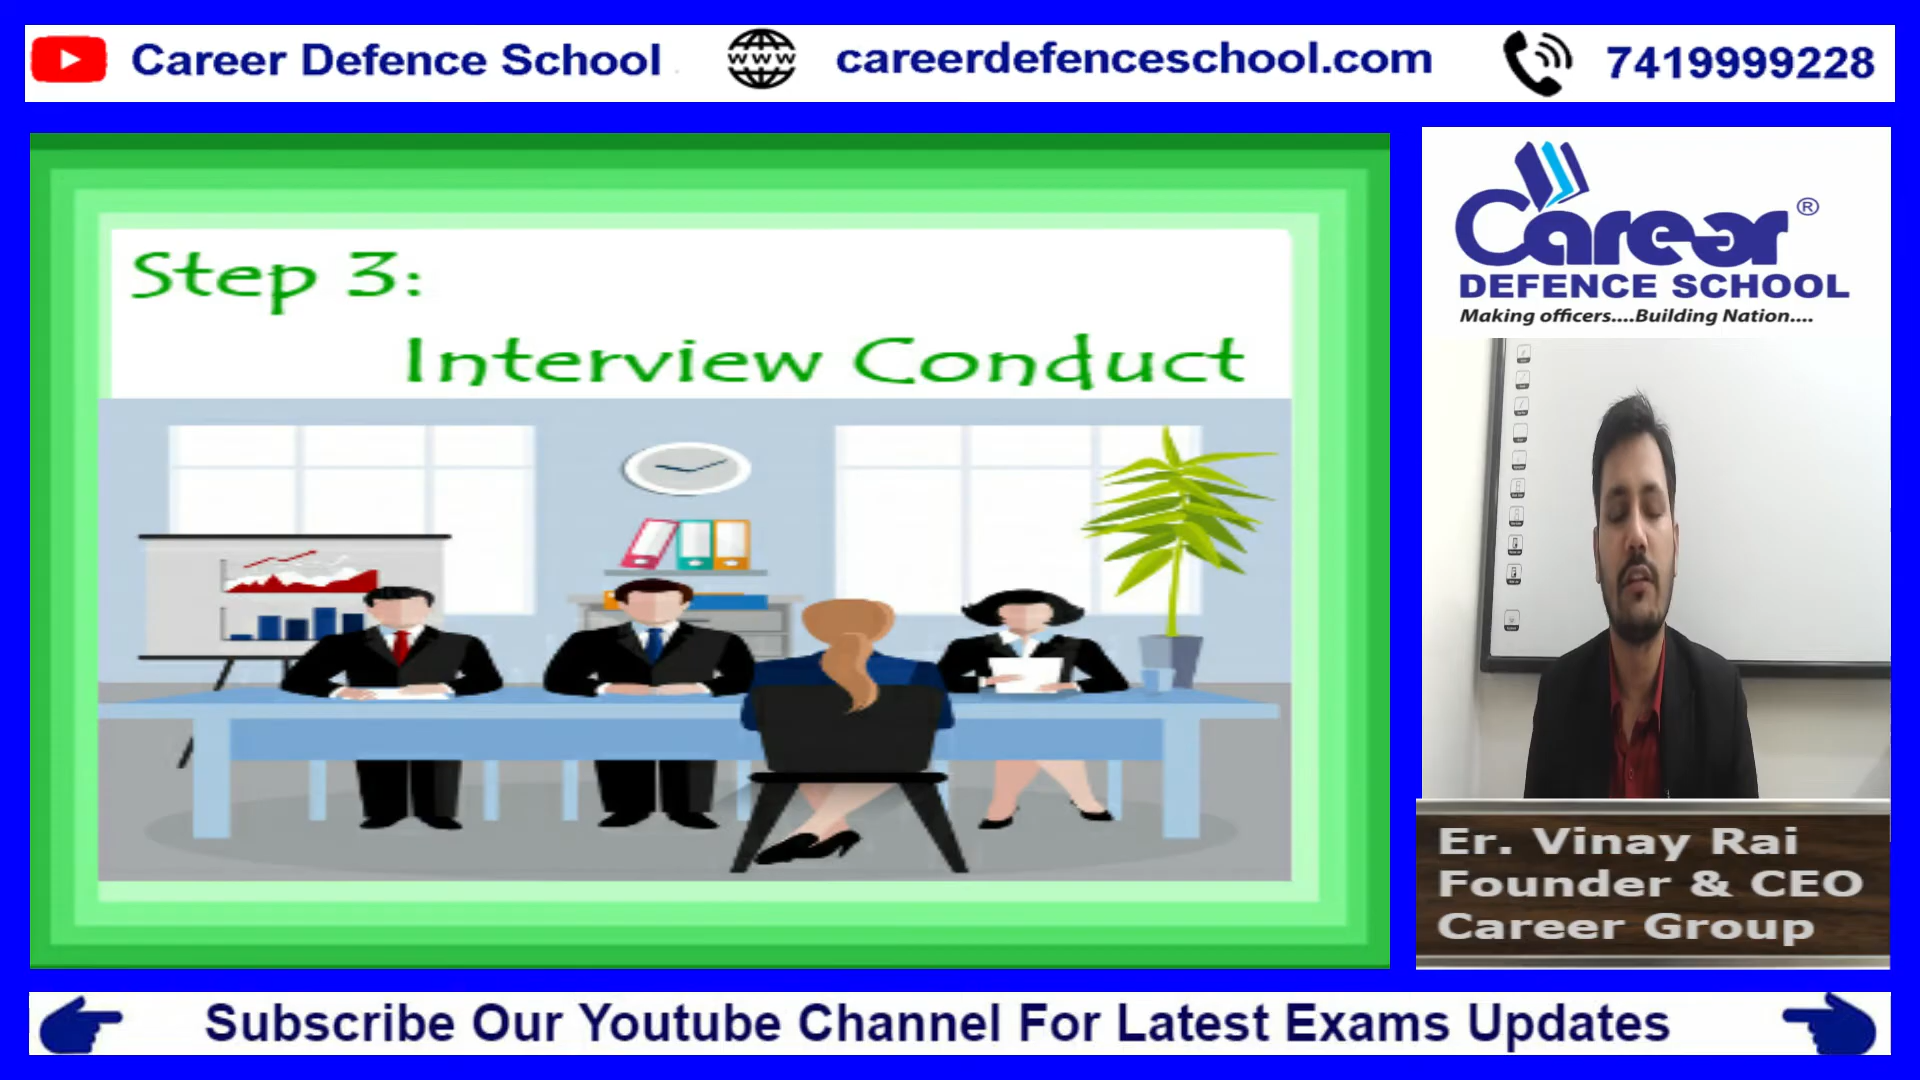 Career Defence School
www
careerdefenceschool.com
7419999228
Step 3:
Interview Conduct
Career ®
DEFENCE SCHOOL
Making officers....Building Nation....
Er. Vinay Rai
Founder & CEO
Career Group
Subscribe Our Youtube Channel For Latest Exams Updates